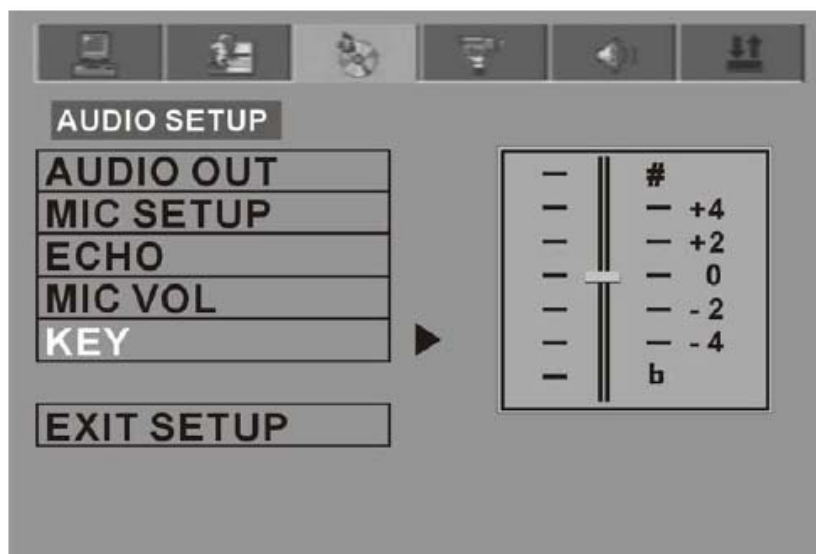 AUDIO SETUP
AUDIO OUT
MIC SETUP
ECHO
MIC VOL
KEY
EXIT SETUP
#
+4
+2
0
- 2
- 4
b